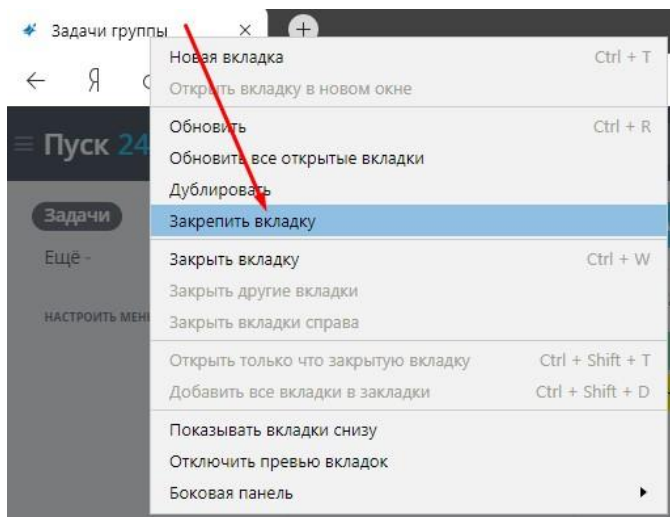 Задачи группы
Новая вкладка Ctrl + T
Я
Открыть вкладку в новом окне
Обновить Ctrl + R
Пуск 24
Обновить все открытые вкладки
Дублировать
Задачи
Закрепить вкладку
Ещё -
Закрыть вкладку Ctrl + W
Закрыть другие вкладки
НАСТРОИТЬ МЕН
Закрыть вкладки справа
Открыть только что закрытую вкладку Ctrl + Shift + T
Добавить все вкладки в закладки Ctrl + Shift + D
Показывать вкладки снизу
Отключить превью вкладок
Боковая панель